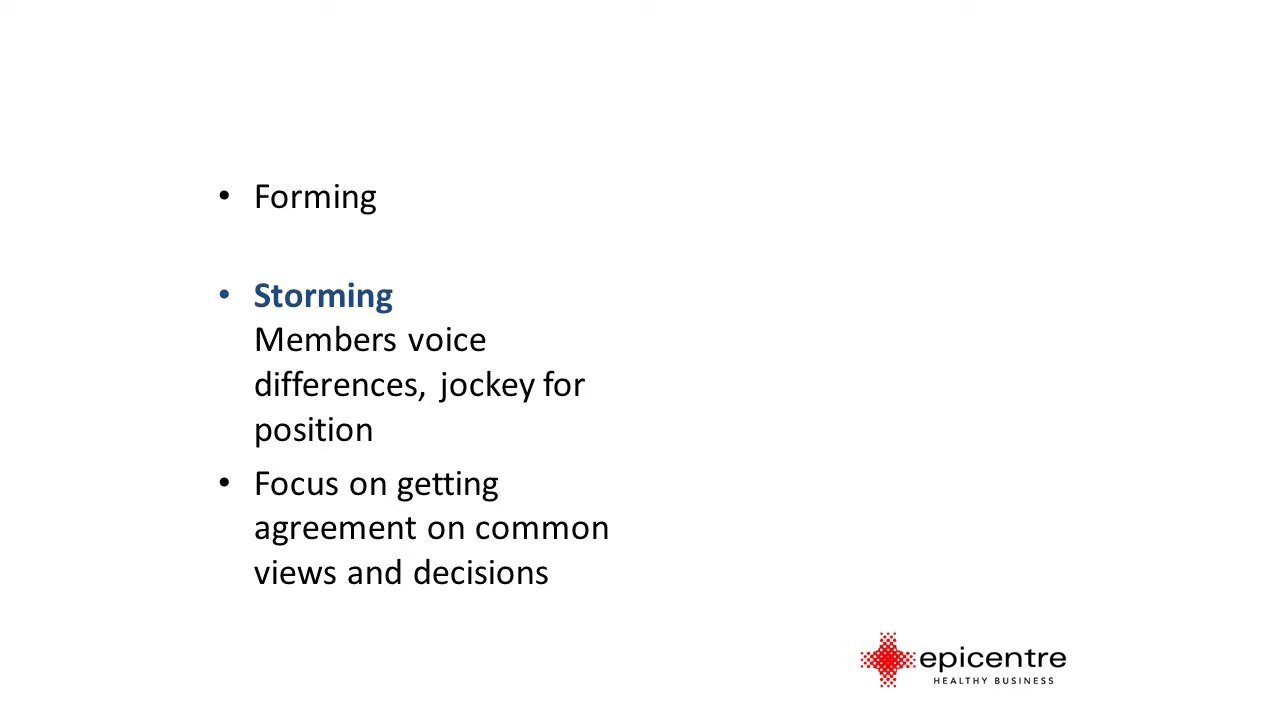 • Forming
• Storming
Members voice
differences, jockey for
position
• Focus on getting
agreement on common
views and decisions
epicentre
HEALTHY BUSINESS